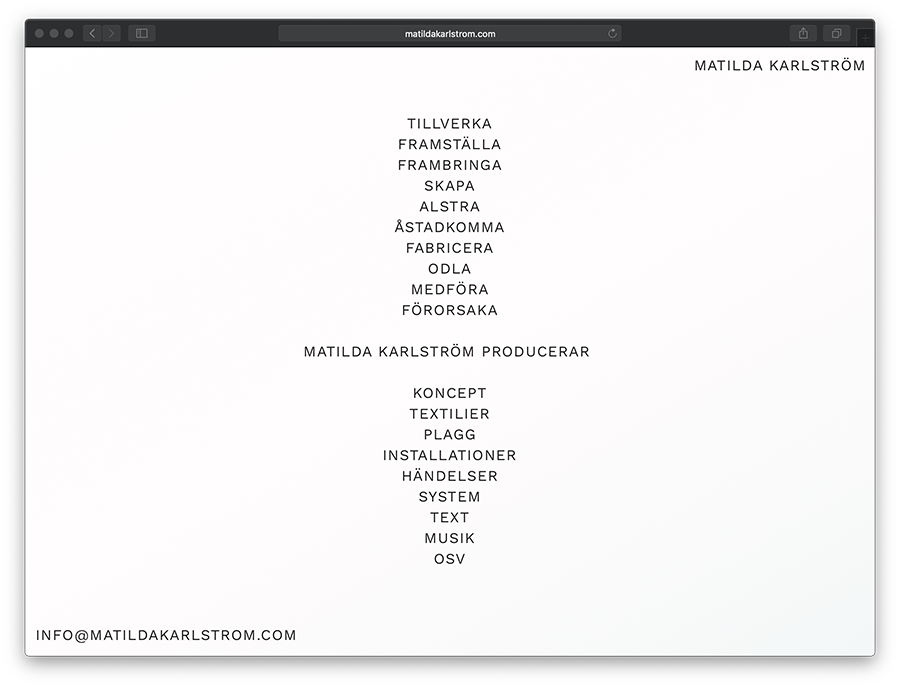 matildakarlstrom.com
MATILDA KARLSTRÖM
TILLVERKA
FRAMSTÄLLA
FRAMBRINGA
SKAPA
ALSTRA
ÅSTADKOMMA
FABRICERA
ODLA
MEDFÖRA
FÖRORSAKA
MATILDA KARLSTRÖM PRODUCERAR
KONCEPT
TEXTILIER
PLAGG
INSTALLATIONER
HÄNDELSER
SYSTEM
TEXT
MUSIK
OSV
INFO@MATILDAKARLSTROM.COM